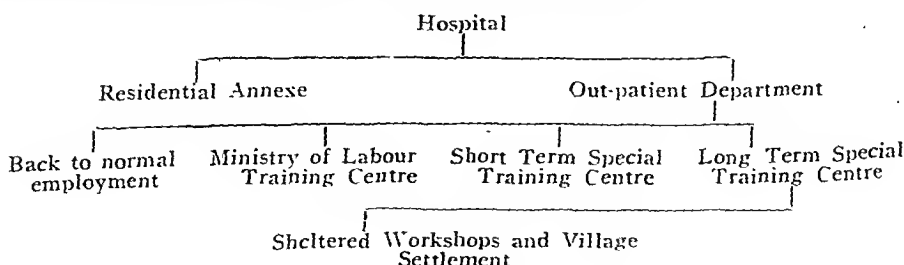 Hospital
Residential Annexe Out-patient Department
Back to normal employment
Ministry of Labour Training Centre
Short Term Special Training Centre
Long Term Special Training Centre
Sheltered Workshops and Village
Settlement